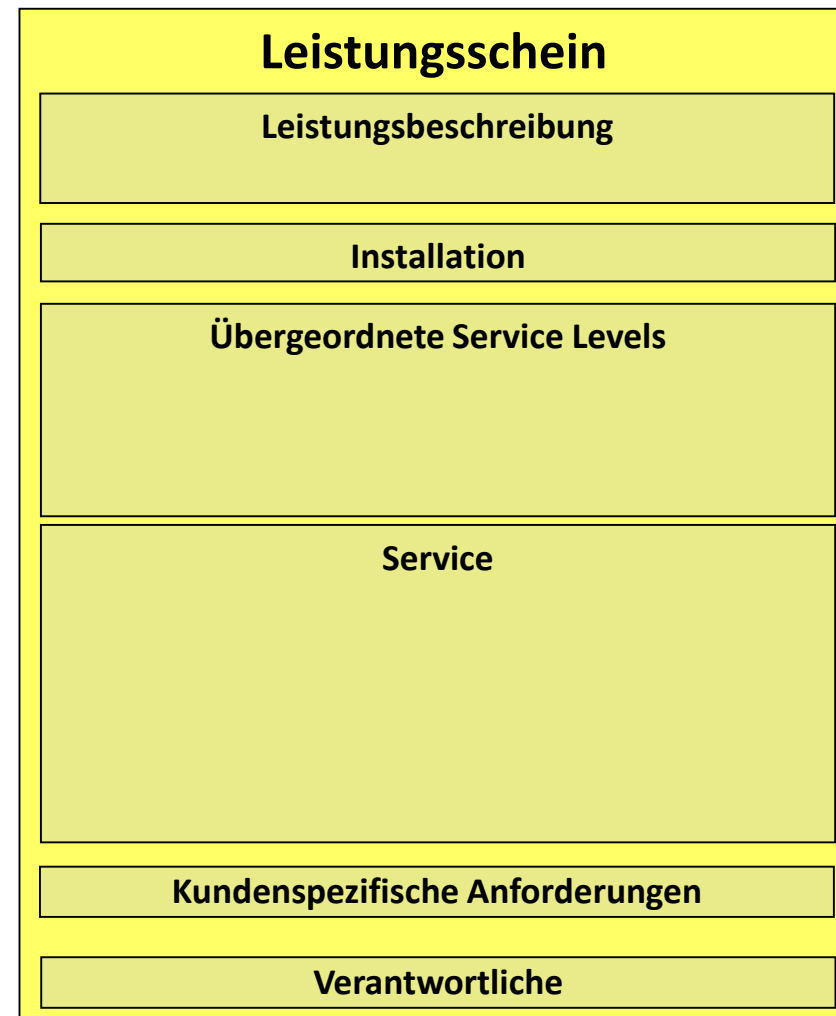 Leistungsschein
Leistungsbeschreibung
Installation
Übergeordnete Service Levels
Service
Kundenspezifische Anforderungen
Verantwortliche